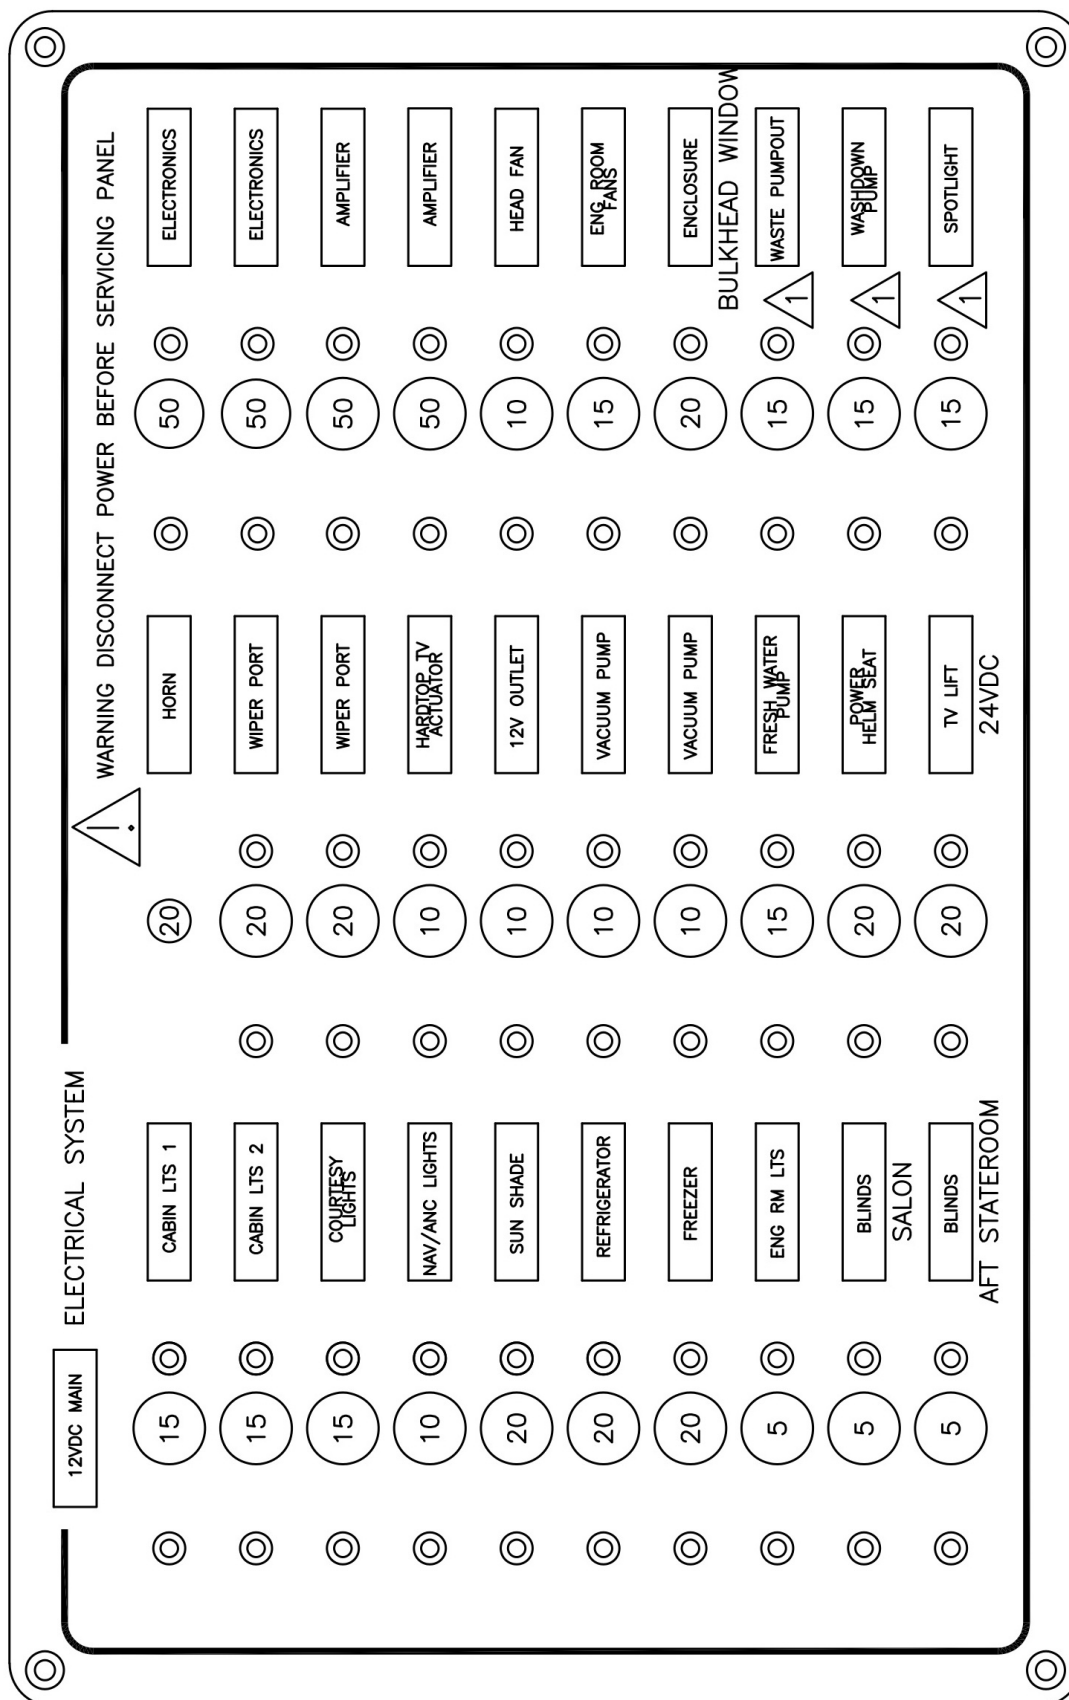 12VDC MAIN
ELECTRICAL SYSTEM
WARNING DISCONNECT POWER BEFORE SERVICING PANEL
!
15
CABIN LTS 1
20
HORN
50
ELECTRONICS
15
CABIN LTS 2
20
WIPER PORT
50
ELECTRONICS
15
COURTESY
LIGHTS
20
WIPER PORT
50
AMPLIFIER
10
NAV/ANC LIGHTS
10
HARDTOP TV
ACTUATOR
50
AMPLIFIER
20
SUN SHADE
10
12V OUTLET
10
HEAD FAN
20
REFRIGERATOR
10
VACUUM PUMP
15
ENG ROOM
FANS
20
FREEZER
10
VACUUM PUMP
20
ENCLOSURE
BULKHEAD WINDOW
5
ENG RM LTS
15
FRESH WATER
PUMP
15
1
WASTE PUMPOUT
5
BLINDS
SALON
20
POWER
HELM SEAT
15
1
WASHDOWN
PUMP
5
BLINDS
AFT STATEROOM
20
TV LIFT
24VDC
15
1
SPOTLIGHT